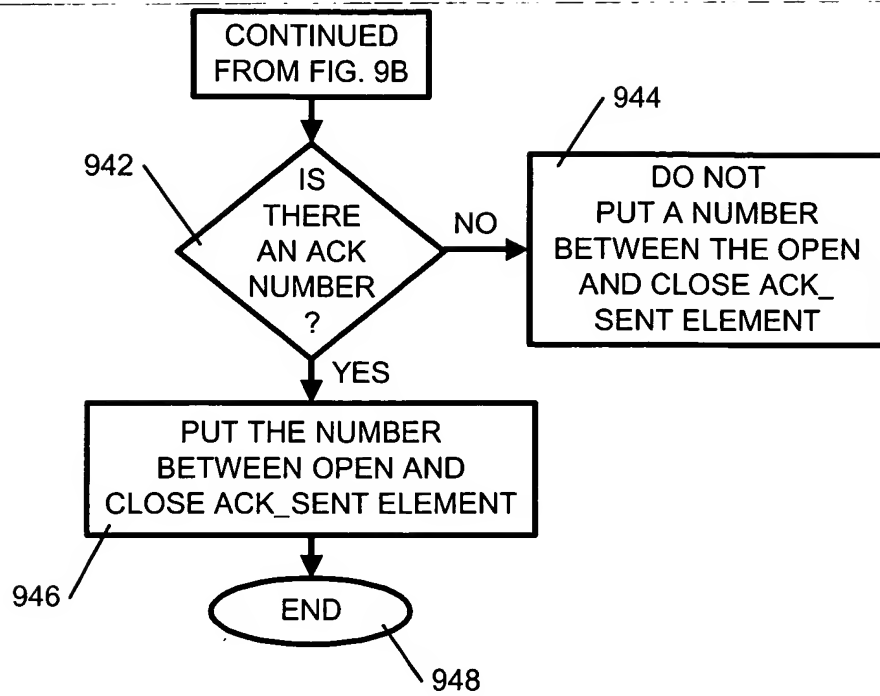 CONTINUED
FROM FIG. 9B
944
942
IS
THERE
AN ACK
NUMBER
?
NO
DO NOT
PUT A NUMBER
BETWEEN THE OPEN
AND CLOSE ACK_
SENT ELEMENT
YES
PUT THE NUMBER
BETWEEN OPEN AND
CLOSE ACK_SENT ELEMENT
946
END
948